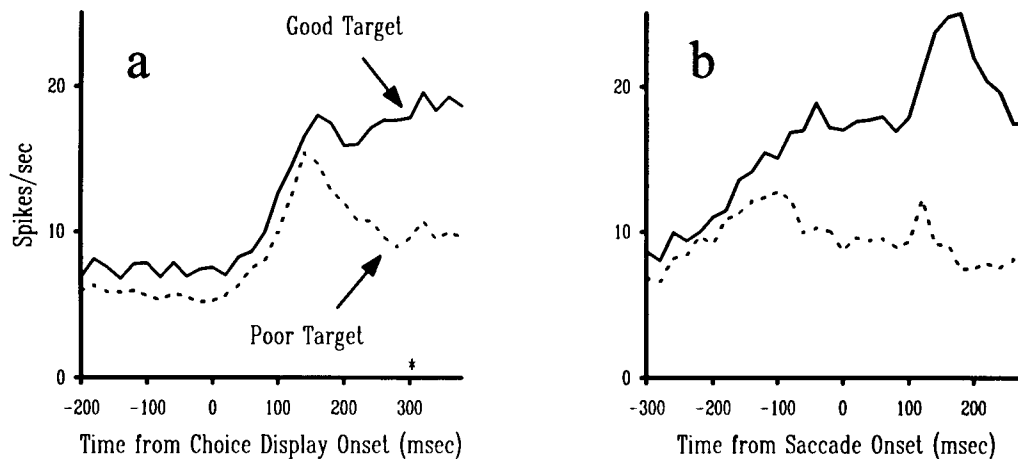 a
Good Target
20
10
0
Spikes/sec
Poor Target
*
-200 -100 0 100 200 300
Time from Choice Display Onset (msec)
b
20
10
0
-300 -200 -100 0 100 200
Time from Saccade Onset (msec)